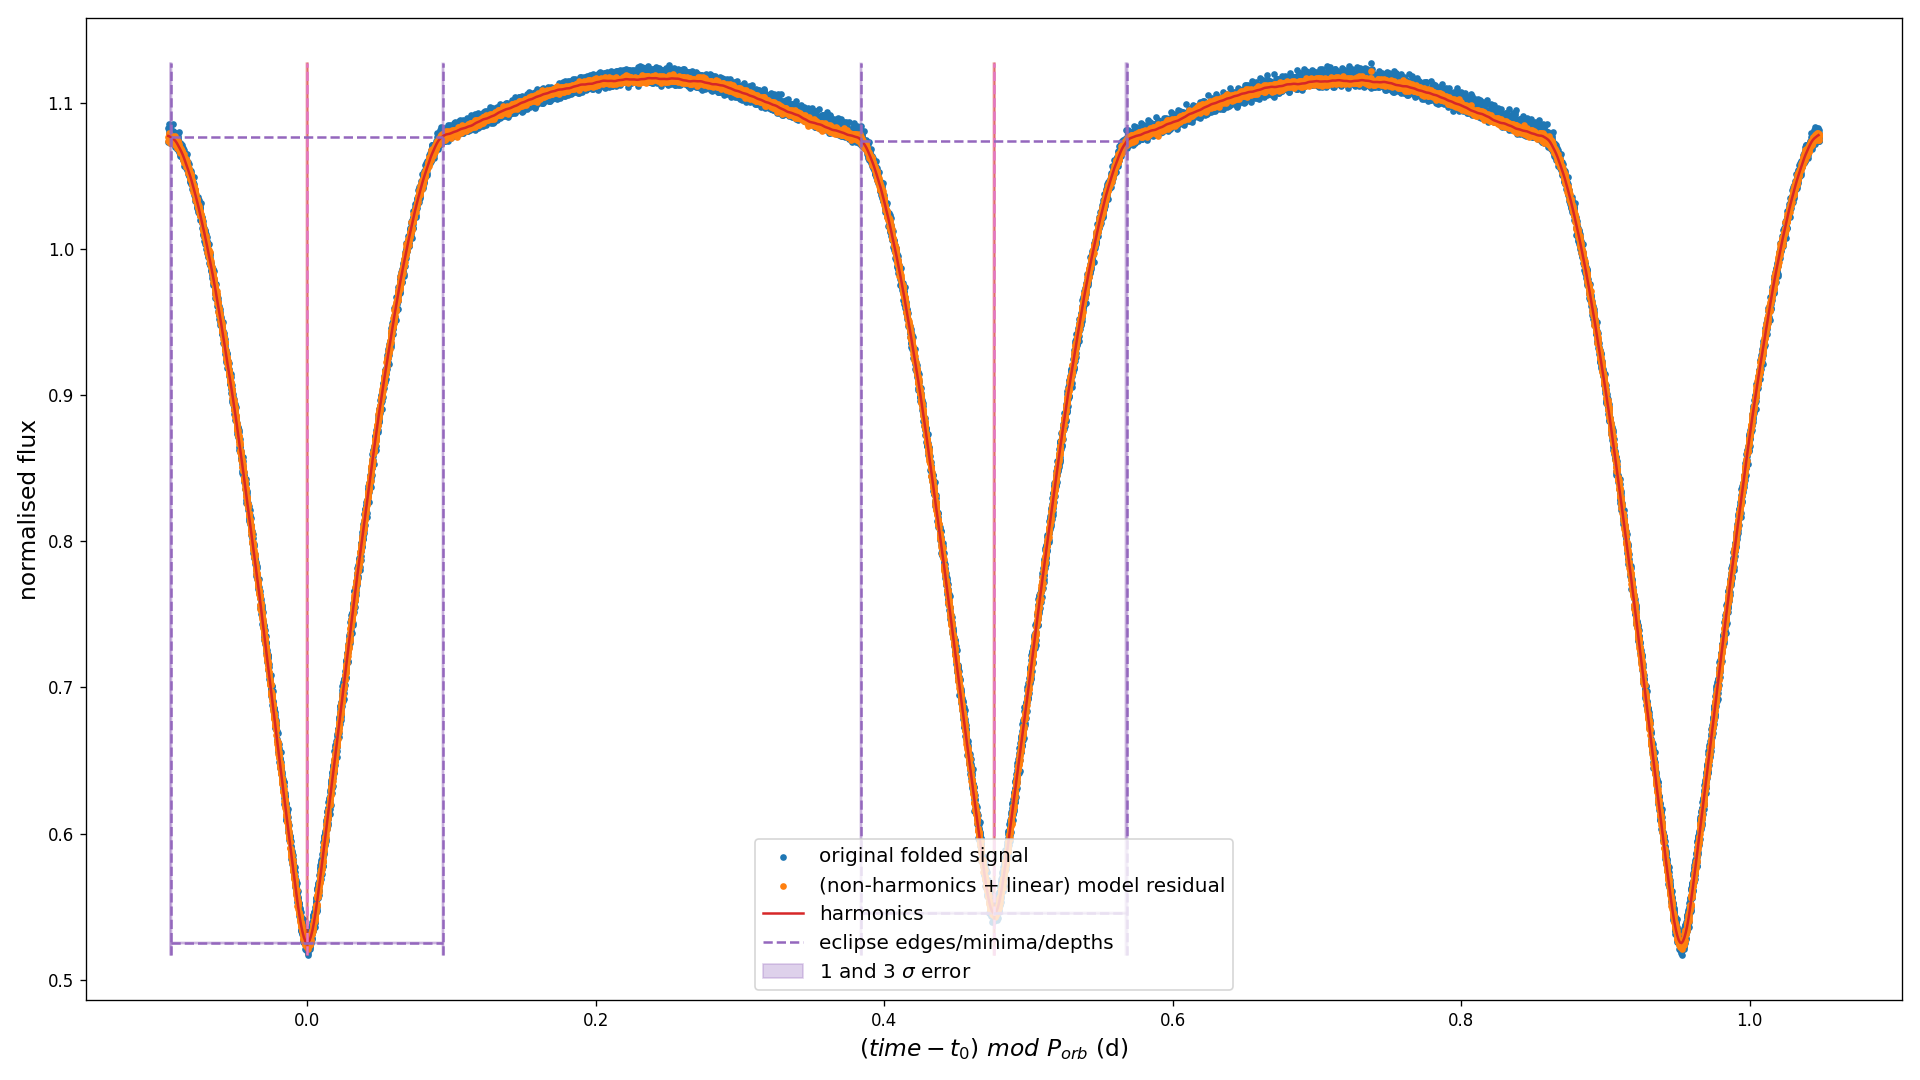 normalised flux
1.1
1.0
0.9
0.8
0.7
0.6
0.5
original folded signal
(non-harmonics + linear) model residual
harmonics
eclipse edges/minima/depths
1 and 3 σ error
0.0 0.2 0.4 0.6 0.8 1.0
(time − t₀) mod Pₒᵣb (d)